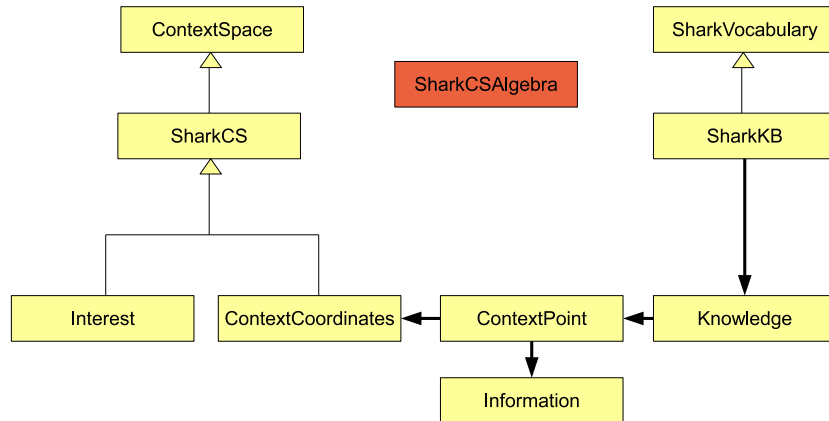 ContextSpace
SharkVocabulary
SharkCSAlgebra
SharkCS
SharkKB
Interest
ContextCoordinates
ContextPoint
Knowledge
Information